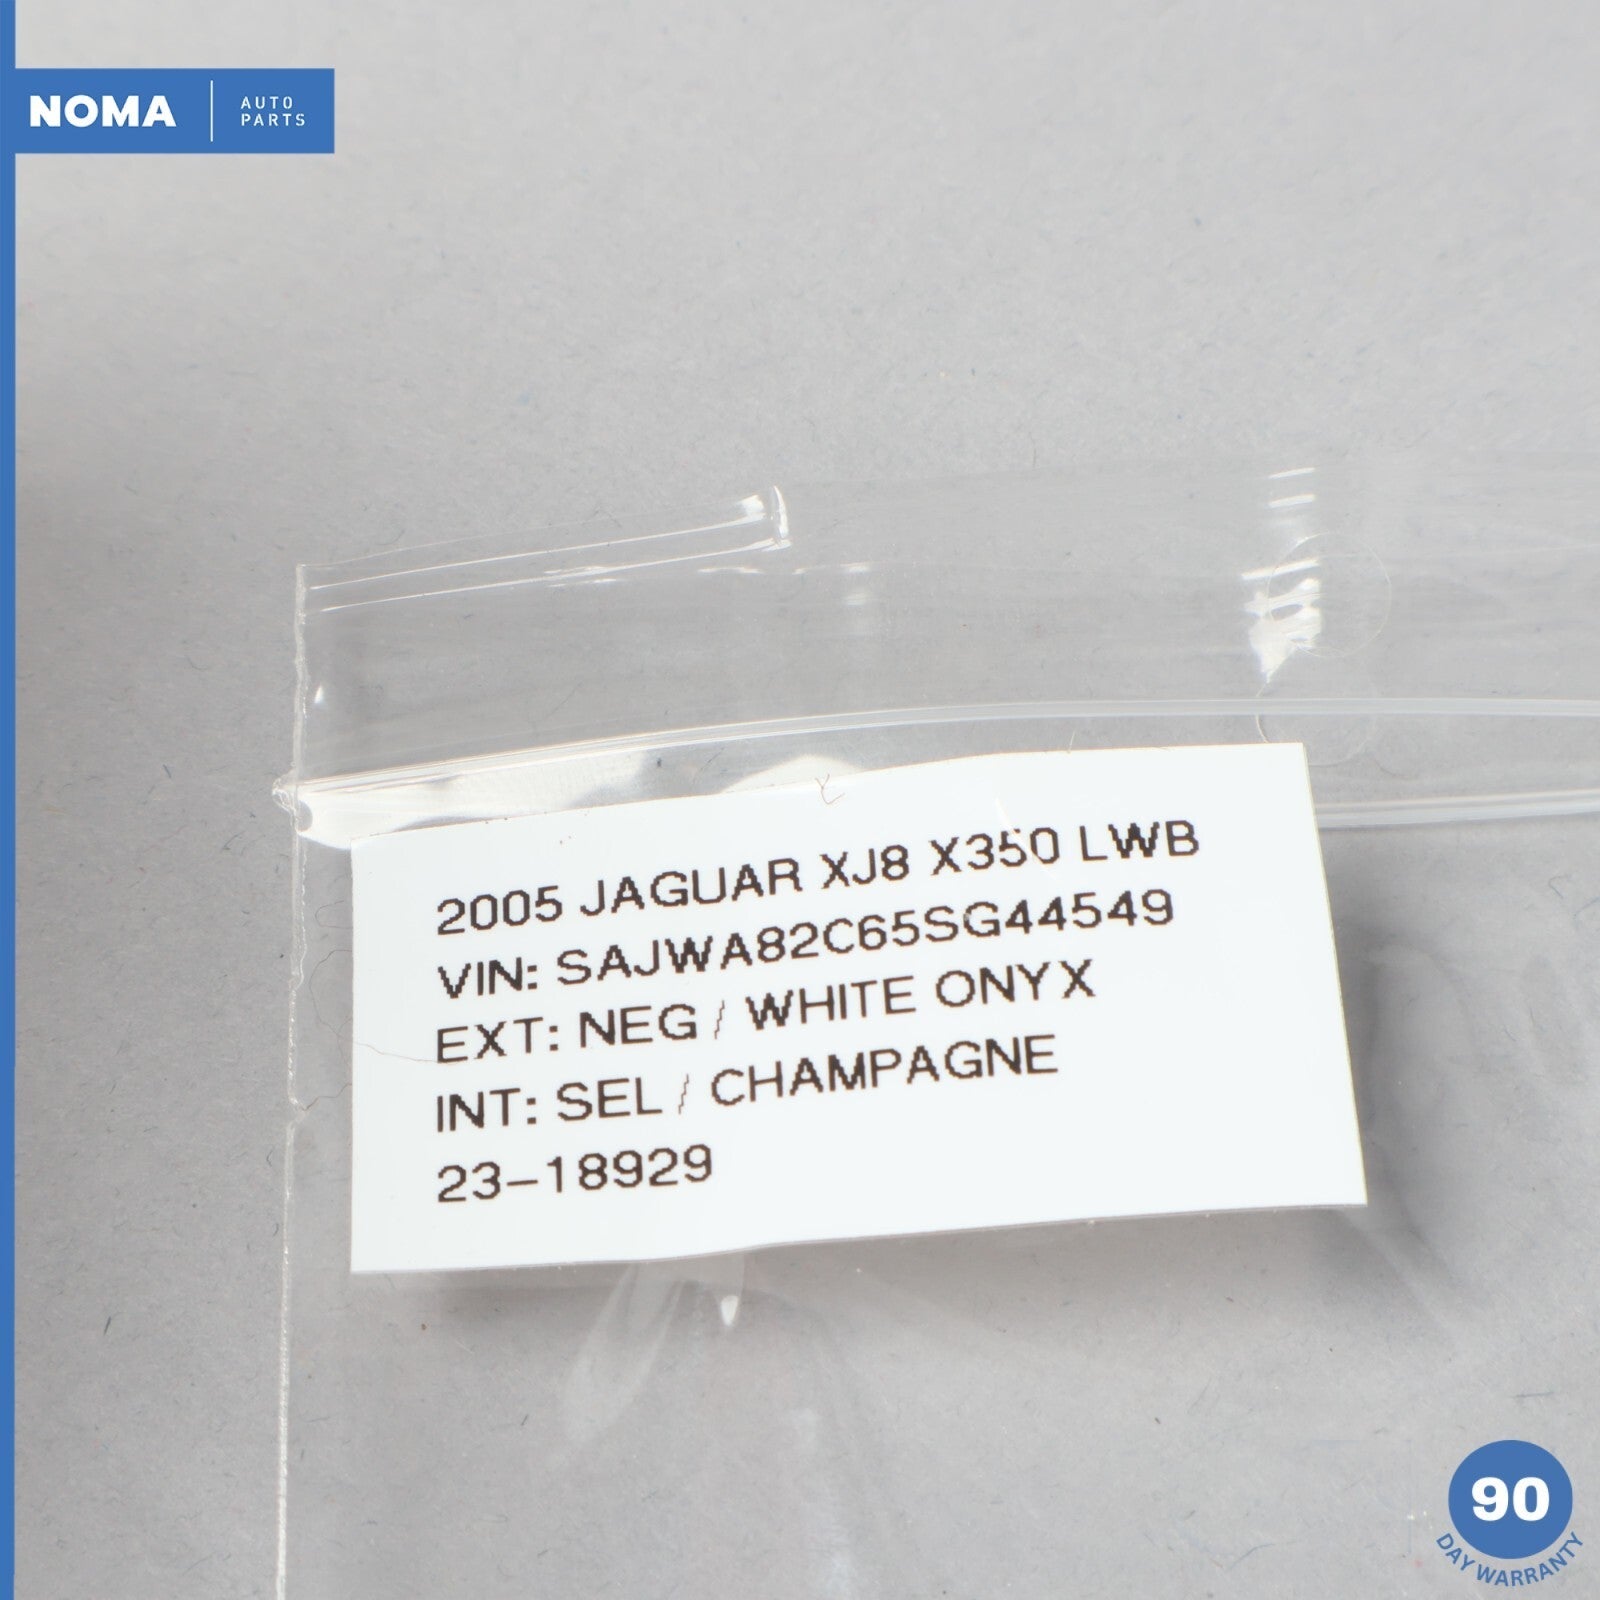 NOMA
AUTO
PARTS
2005 JAGUAR XJ8 X350 LWB
VIN: SAJWA82C65SG44549
EXT: NEG / WHITE ONYX
INT: SEL / CHAMPAGNE
23-18929
90
DAY WARRANTY